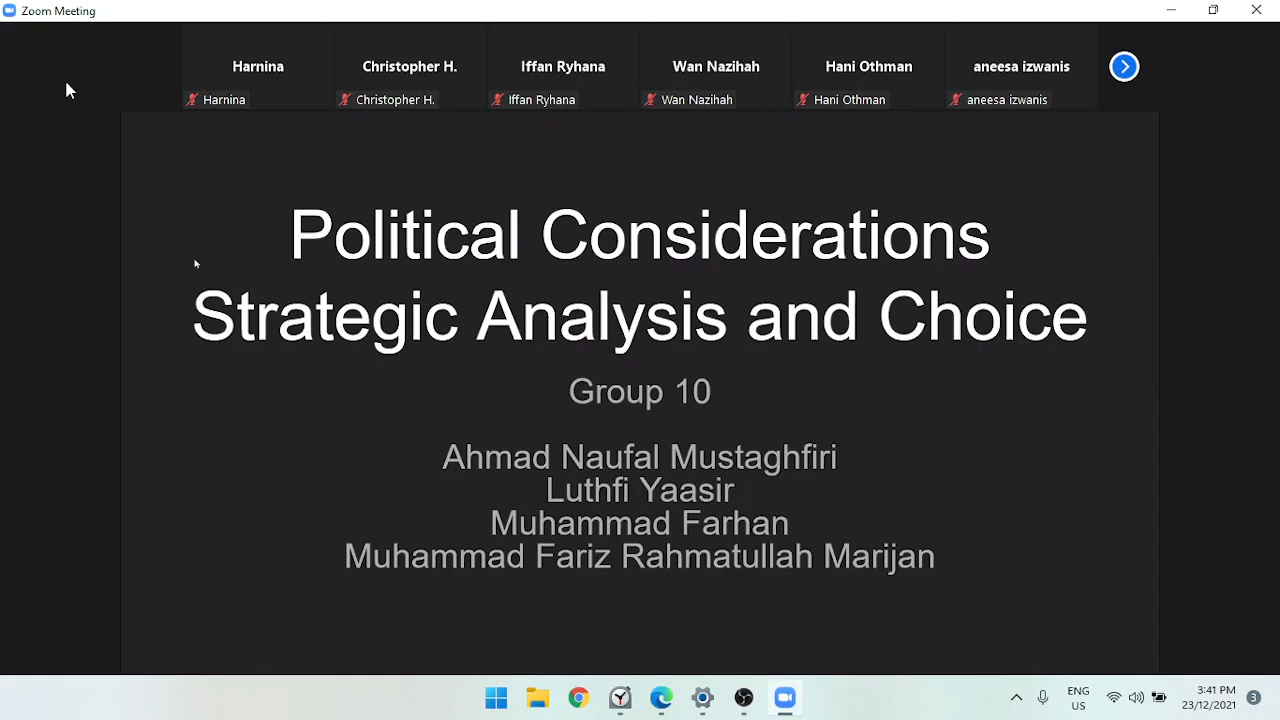 Zoom Meeting
Harnina
Christopher H.
Iffan Ryhana
Wan Nazihah
Hani Othman
aneesa izwanis
Harnina
Christopher H.
Iffan Ryhana
Wan Nazihah
Hani Othman
aneesa izwanis
Political Considerations
Strategic Analysis and Choice
Group 10
Ahmad Naufal Mustaghfiri
Luthfi Yaasir
Muhammad Farhan
Muhammad Fariz Rahmatullah Marijan
ENG
US
3:41 PM
23/12/2021
3